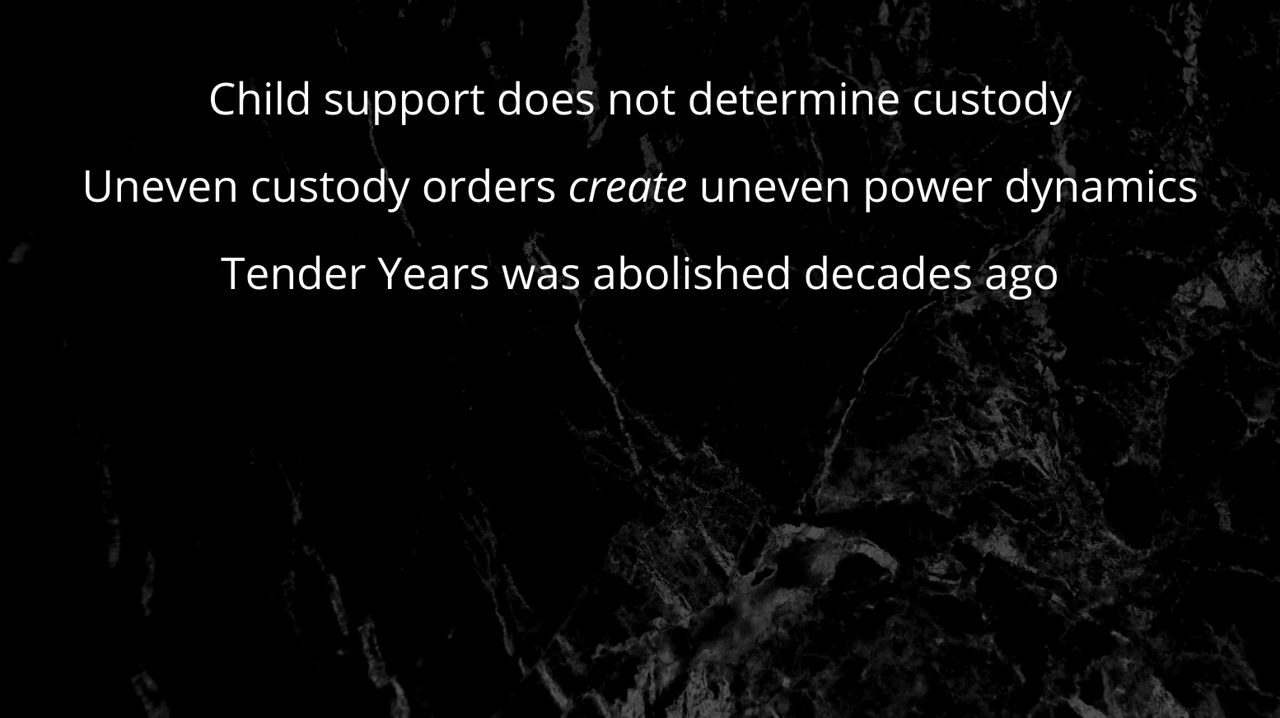 Child support does not determine custody
Uneven custody orders create uneven power dynamics
Tender Years was abolished decades ago